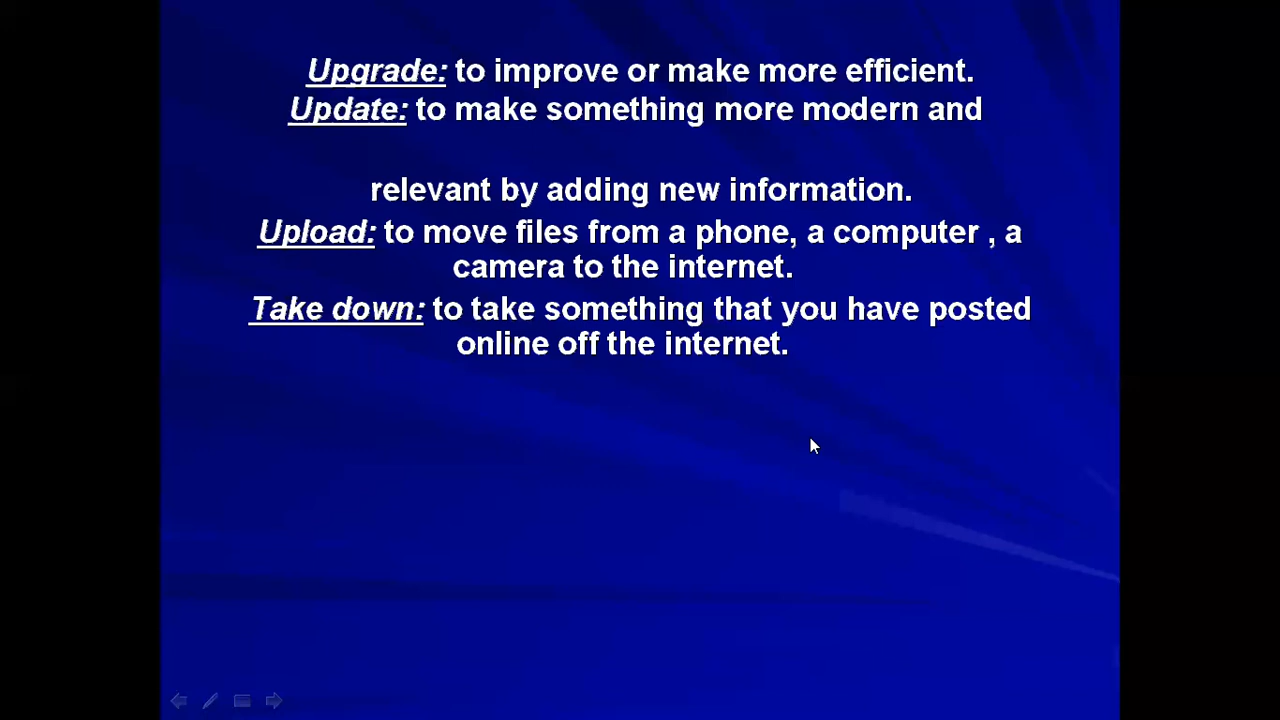 Upgrade: to improve or make more efficient.
Update: to make something more modern and
relevant by adding new information.
Upload: to move files from a phone, a computer , a
camera to the internet.
Take down: to take something that you have posted
online off the internet.